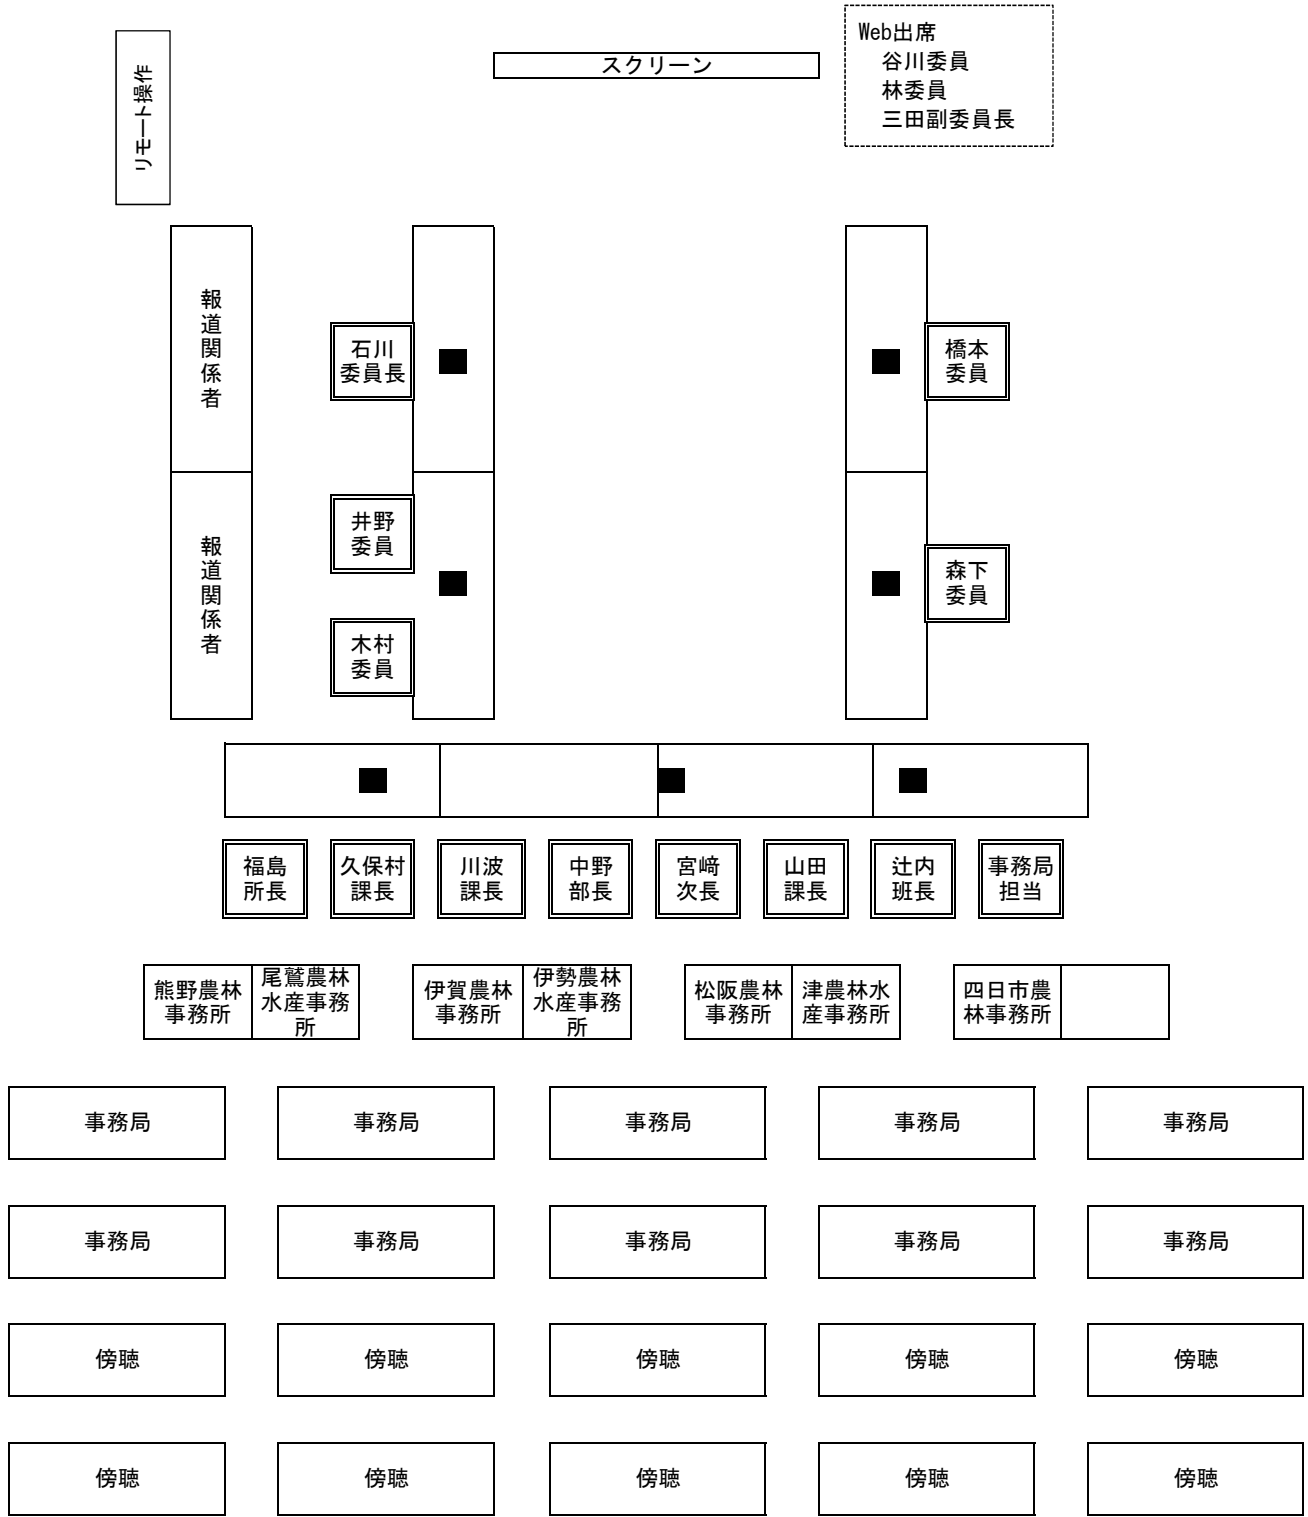 リモート操作
スクリーン
Web出席
谷川委員
林委員
三田副委員長
報道関係者
石川
委員長
橋本
委員
報道関係者
井野
委員
森下
委員
木村
委員
福島
所長
久保村
課長
川波
課長
中野
部長
宮﨑
次長
山田
課長
辻内
班長
事務局
担当
熊野農林
事務所
尾鷲農林
水産事務
所
伊賀農林
事務所
伊勢農林
水産事務
所
松阪農林
事務所
津農林水
産事務所
四日市農
林事務所
事務局
事務局
事務局
事務局
事務局
事務局
事務局
事務局
事務局
事務局
傍聴
傍聴
傍聴
傍聴
傍聴
傍聴
傍聴
傍聴
傍聴
傍聴